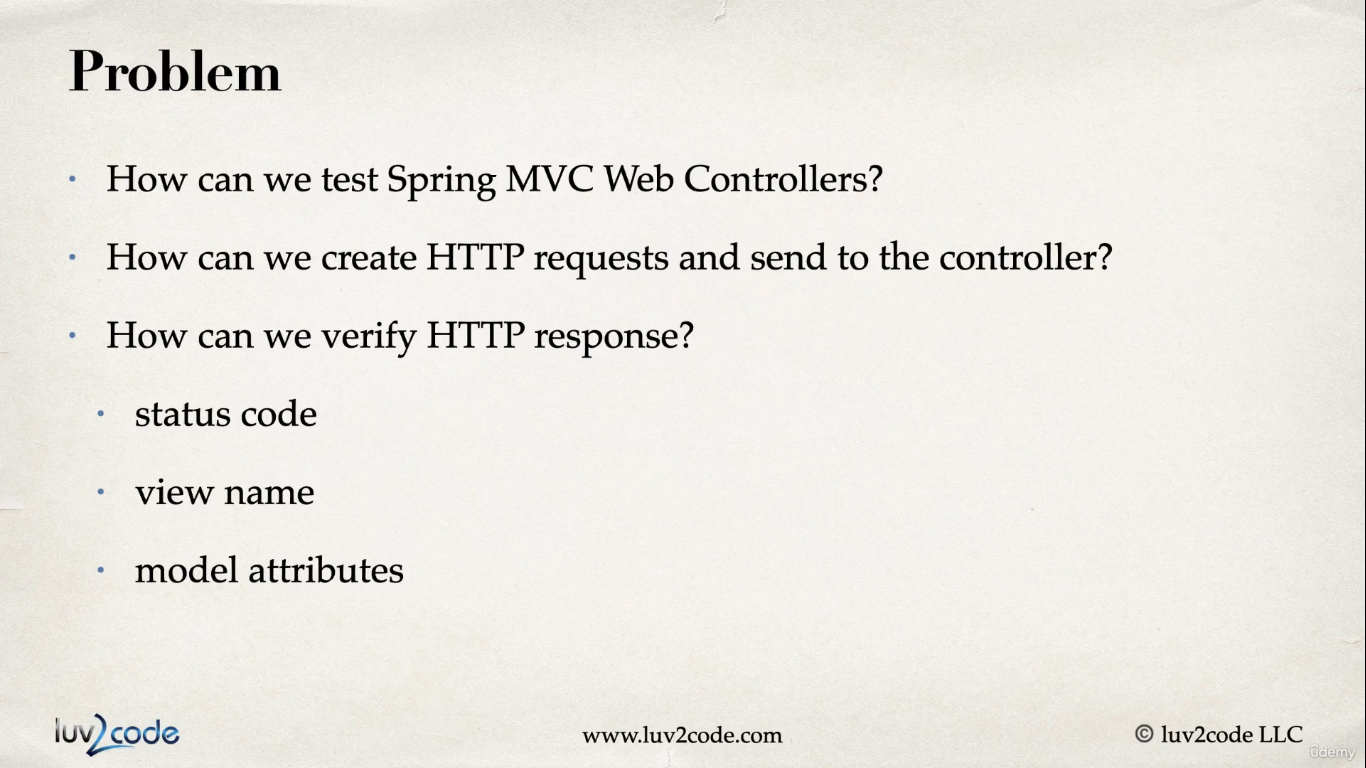 Problem
• How can we test Spring MVC Web Controllers?
• How can we create HTTP requests and send to the controller?
• How can we verify HTTP response?
• status code
• view name
• model attributes
luv2code
www.luv2code.com
© luv2code LLC
ûdemy